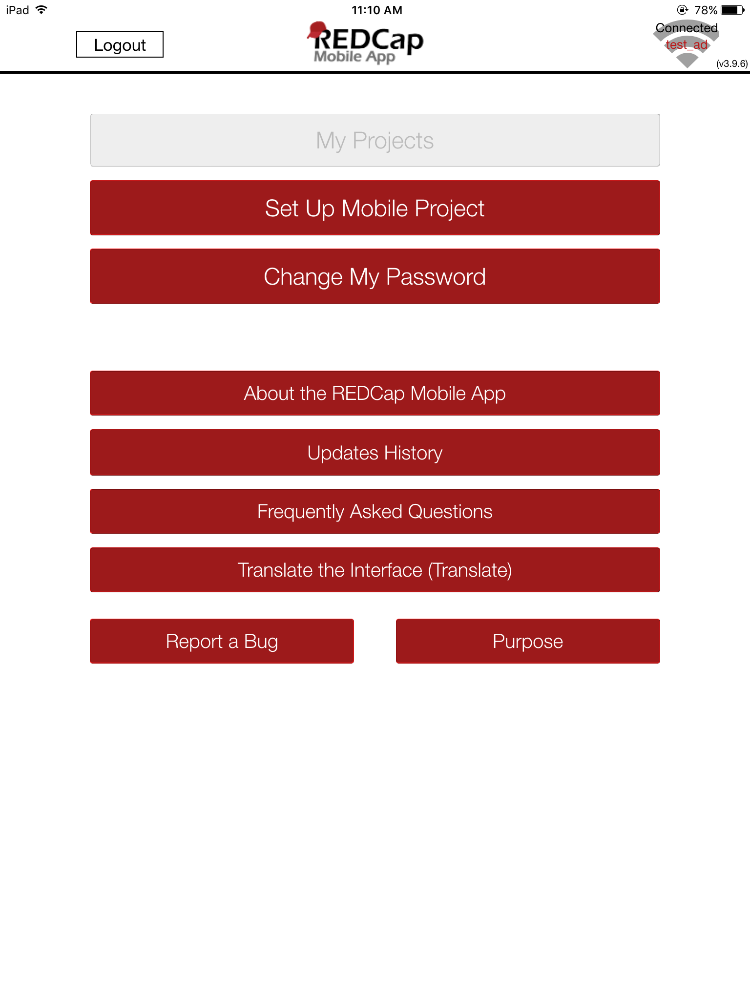 iPad 11:10 AM 78%
Logout
REDCap
Mobile App
Connected
test_ad
(v3.9.6)
My Projects
Set Up Mobile Project
Change My Password
About the REDCap Mobile App
Updates History
Frequently Asked Questions
Translate the Interface (Translate)
Report a Bug
Purpose